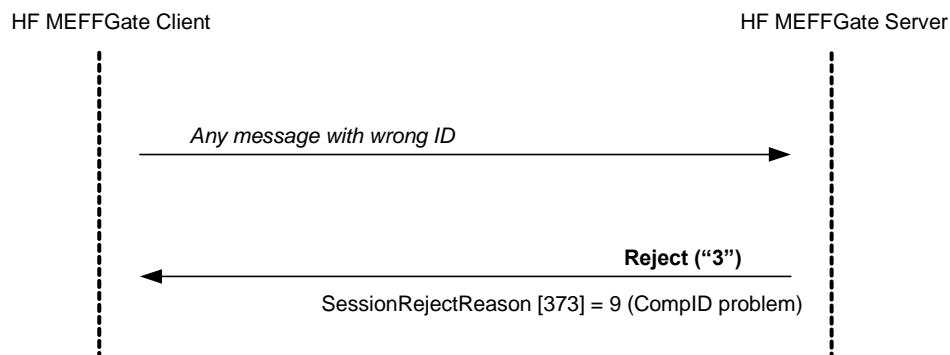 HF MEFFGate Client
HF MEFFGate Server
Any message with wrong ID
Reject (“3”)
SessionRejectReason [373] = 9 (CompID problem)